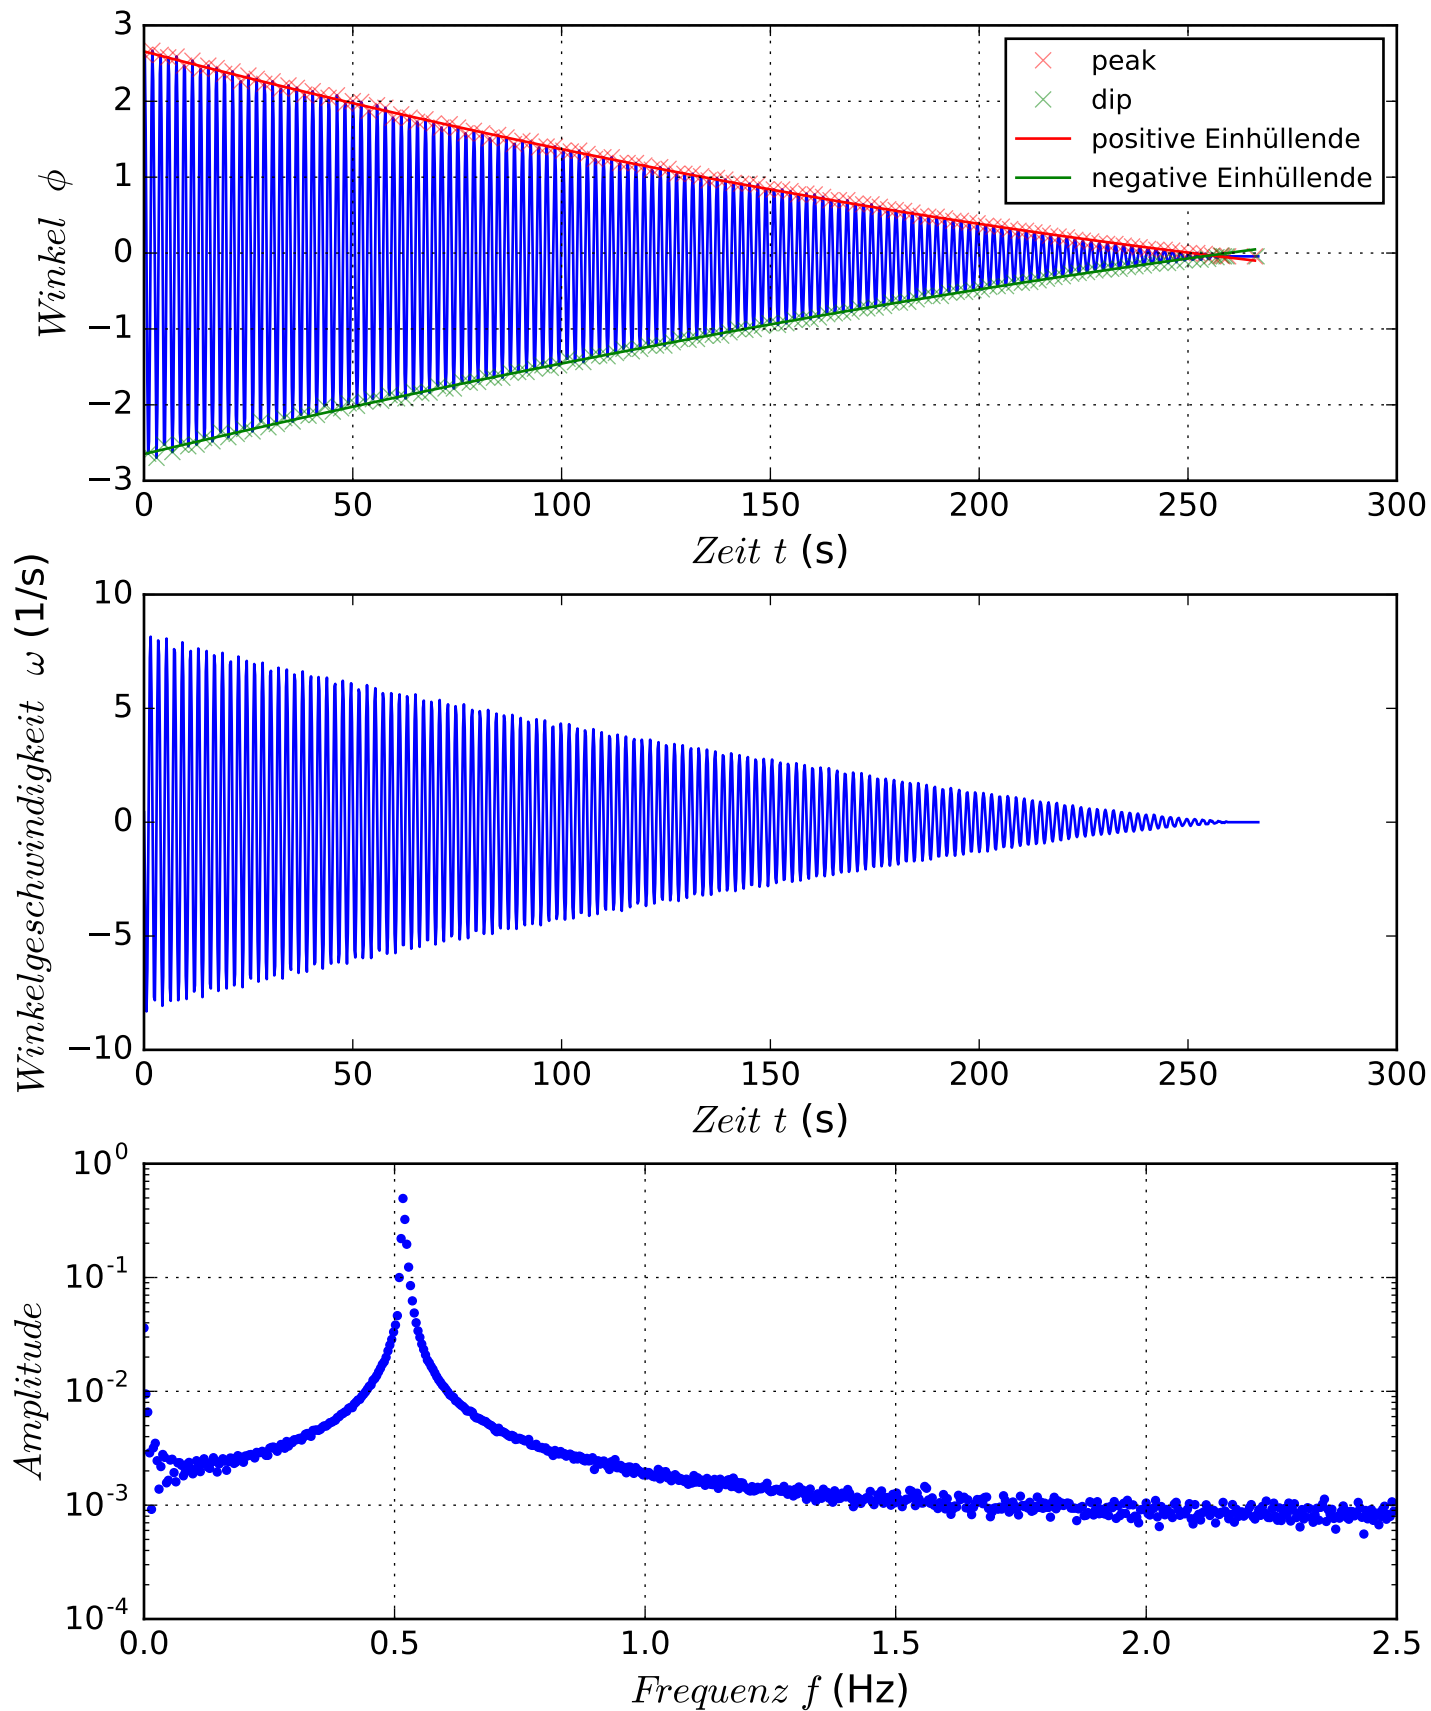 3
2
1
0
−1
−2
−3
Winkel ϕ
peak
dip
positive Einhüllende
negative Einhüllende
0 50 100 150 200 250 300
Zeit t (s)
10
5
0
−5
−10
Winkelgeschwindigkeit ω (1/s)
0 50 100 150 200 250 300
Zeit t (s)
10⁰
10⁻¹
10⁻²
10⁻³
10⁻⁴
Amplitude
0.0 0.5 1.0 1.5 2.0 2.5
Frequenz f (Hz)